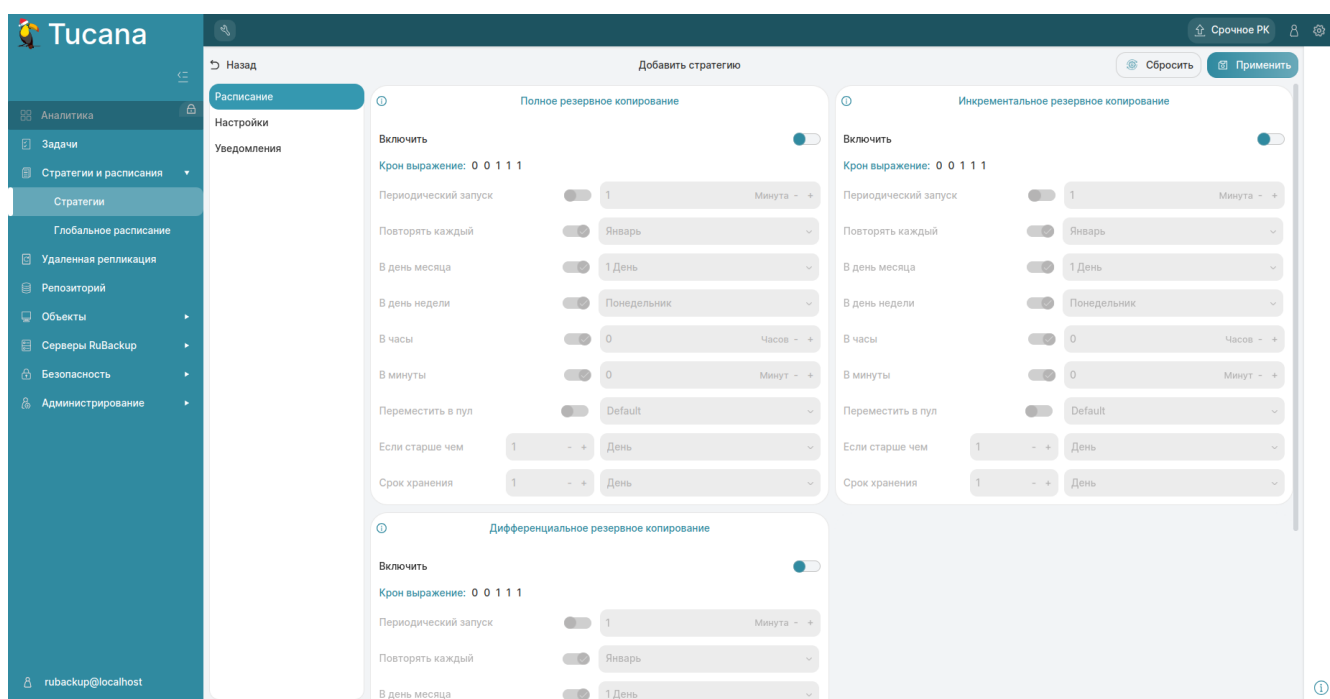 Tucana
Срочное РК
Назад
Добавить стратегию
Сбросить
Применить
Аналитика
Задачи
Стратегии и расписания
Стратегии
Глобальное расписание
Удаленная репликация
Репозиторий
Объекты
Серверы RuBackup
Безопасность
Администрирование
rubackup@localhost
Расписание
Настройки
Уведомления
Полное резервное копирование
Включить
Крон выражение: 0 0 1 1 1
Периодический запуск 1 Минута - +
Повторять каждый Январь
В день месяца 1 День
В день недели Понедельник
В часы 0 Часов - +
В минуты 0 Минут - +
Переместить в пул Default
Если старше чем 1 - + День
Срок хранения 1 - + День
Инкрементальное резервное копирование
Включить
Крон выражение: 0 0 1 1 1
Периодический запуск 1 Минута - +
Повторять каждый Январь
В день месяца 1 День
В день недели Понедельник
В часы 0 Часов - +
В минуты 0 Минут - +
Переместить в пул Default
Если старше чем 1 - + День
Срок хранения 1 - + День
Дифференциальное резервное копирование
Включить
Крон выражение: 0 0 1 1 1
Периодический запуск 1 Минута - +
Повторять каждый Январь
В день месяца 1 День